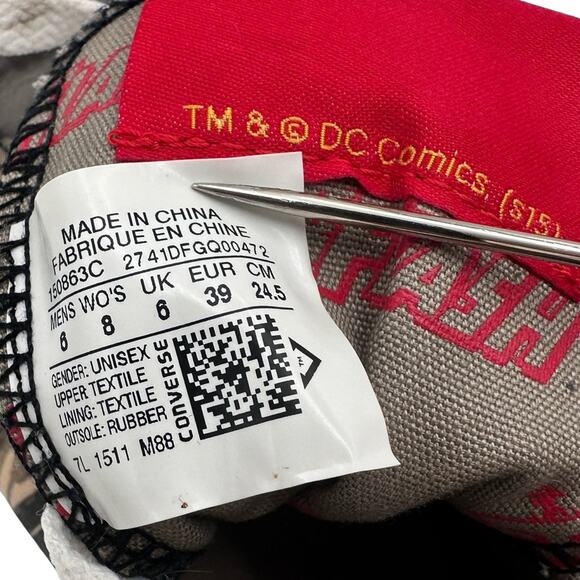 TM & © DC Comics. (s15)
MADE IN CHINA
FABRIQUE EN CHINE
150863C 2741DFGQ00472
MENS WO'S UK EUR CM
6 8 6 39 24.5
GENDER: UNISEX
UPPER TEXTILE
LINING: TEXTILE
OUTSOLE: RUBBER
7L 1511 M88
CONVERSE